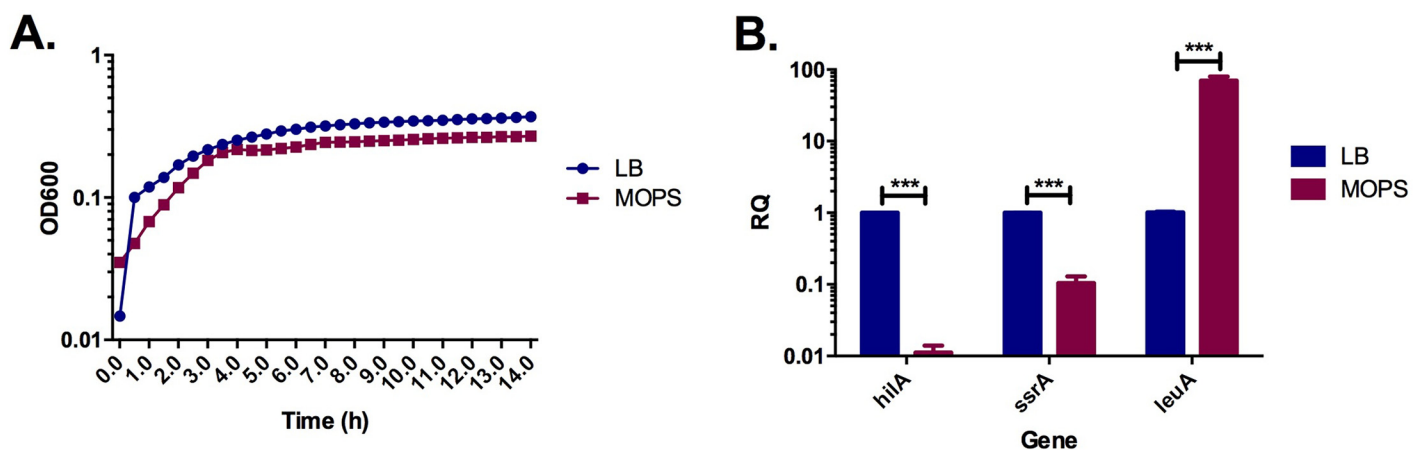 A.
1
0.1
0.01
OD600
0.0 1.0 2.0 3.0 4.0 5.0 6.0 7.0 8.0 9.0 10.0 11.0 12.0 13.0 14.0
Time (h)
LB
MOPS
B.
100
10
1
0.1
0.01
RQ
***
***
***
hilA ssrA leuA
Gene
LB
MOPS